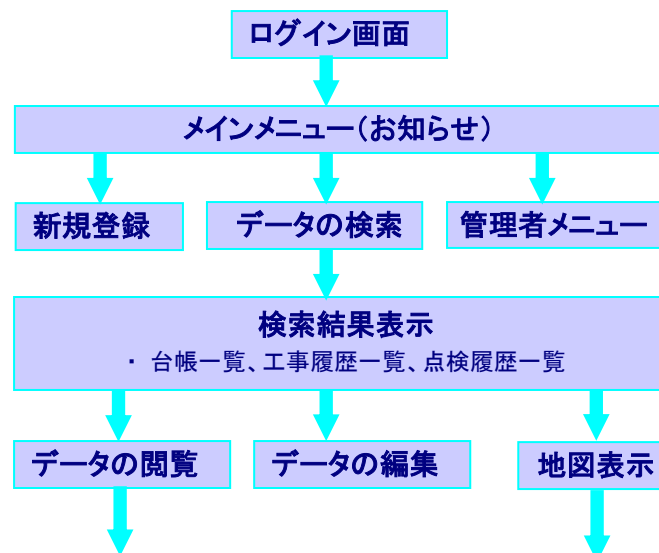 ログイン画面
メインメニュー(お知らせ)
新規登録
データの検索
管理者メニュー
検索結果表示
・ 台帳一覧、工事履歴一覧、点検履歴一覧
データの閲覧
データの編集
地図表示